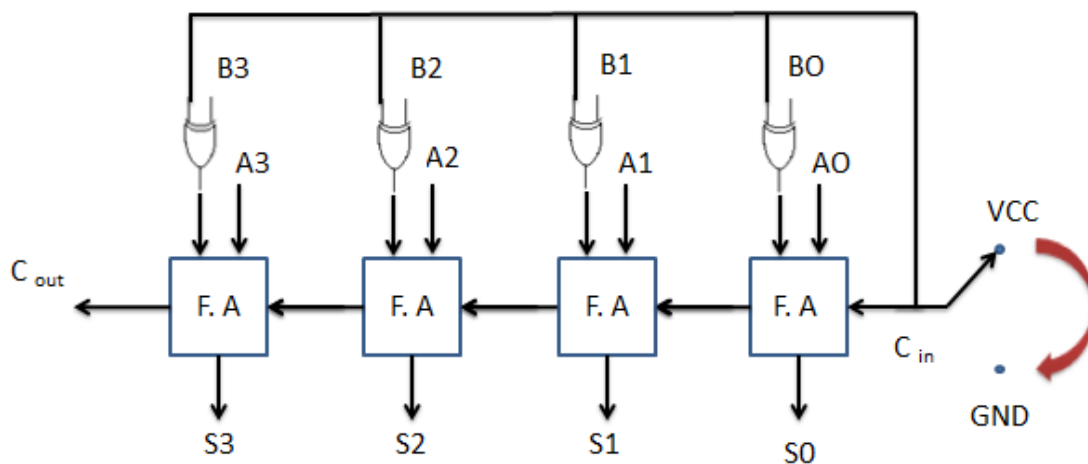 B3 B2 B1 BO
A3 A2 A1 AO
VCC
C out F. A F. A F. A F. A
C in
GND
S3 S2 S1 S0